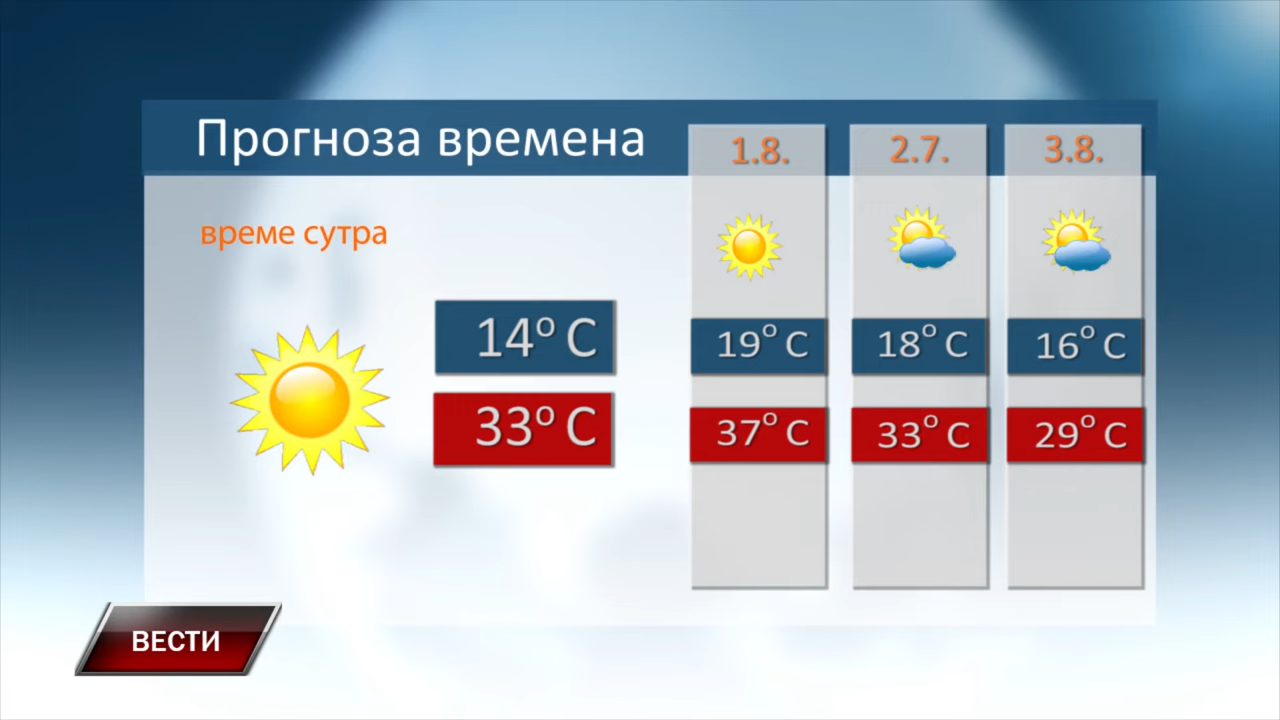 Прогноза времена
време сутра
14° C
33° C
1.8.
19° C
37° C
2.7.
18° C
33° C
3.8.
16° C
29° C
ВЕСТИ